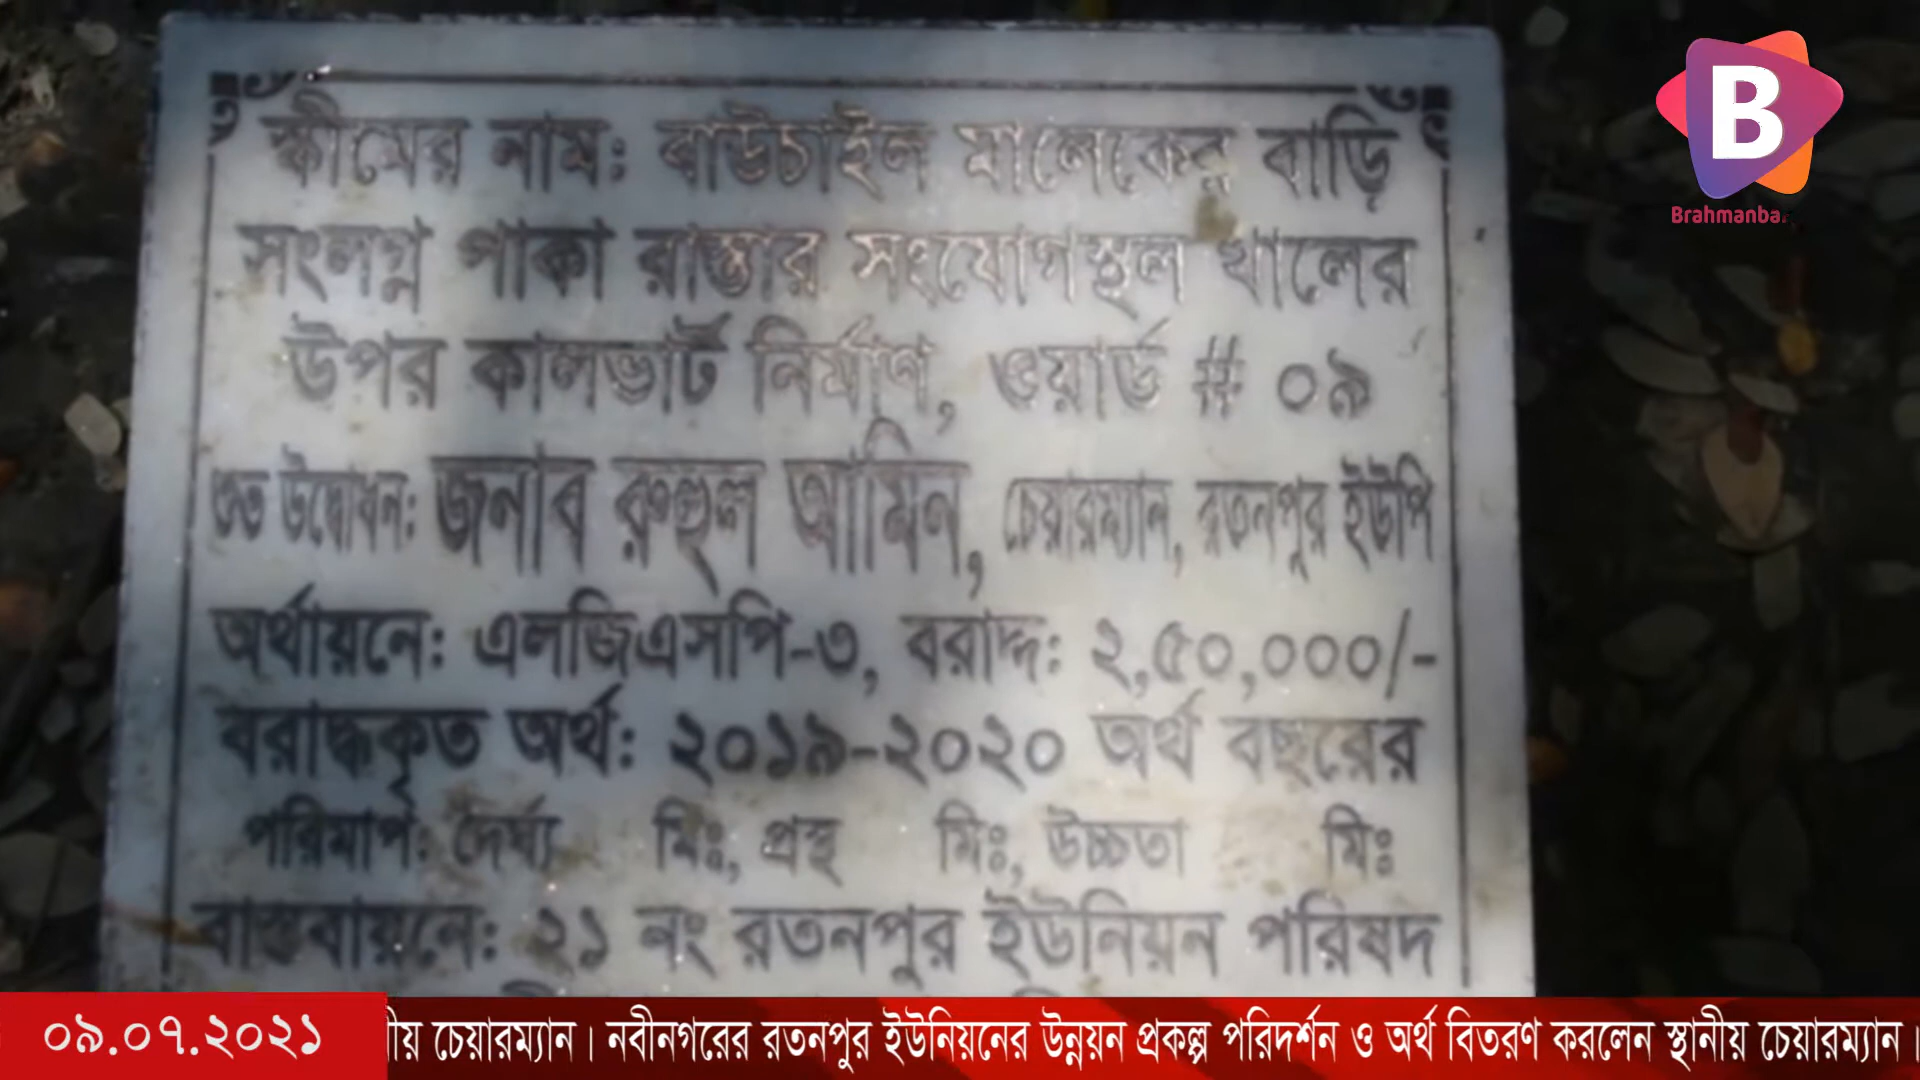 B
Brahmanba
স্কীমের নাম: বাউচাইল মালেকের বাড়ি
সংলগ্ন পাকা রাস্তার সংযোগস্থল খালের
উপর কালভার্ট নির্মাণ, ওয়ার্ড # ০৯
শুভ উদ্বোধন: জনাব রুহুল আমিন, চেয়ারম্যান, রতনপুর ইউপি
অর্থায়নে: এলজিএসপি-৩, বরাদ্দ: ২,৫০,০০০/-
বরাদ্ধকৃত অর্থ: ২০১৯-২০২০ অর্থ বছরের
পরিমাপ: দৈর্ঘ্য মিঃ, প্রস্থ মিঃ, উচ্চতা মিঃ
বাস্তবায়নে: ২১ নং রতনপুর ইউনিয়ন পরিষদ
০৯.০৭.২০২১
ীয় চেয়ারম্যান। নবীনগরের রতনপুর ইউনিয়নের উন্নয়ন প্রকল্প পরিদর্শন ও অর্থ বিতরণ করলেন স্থানীয় চেয়ারম্যান।